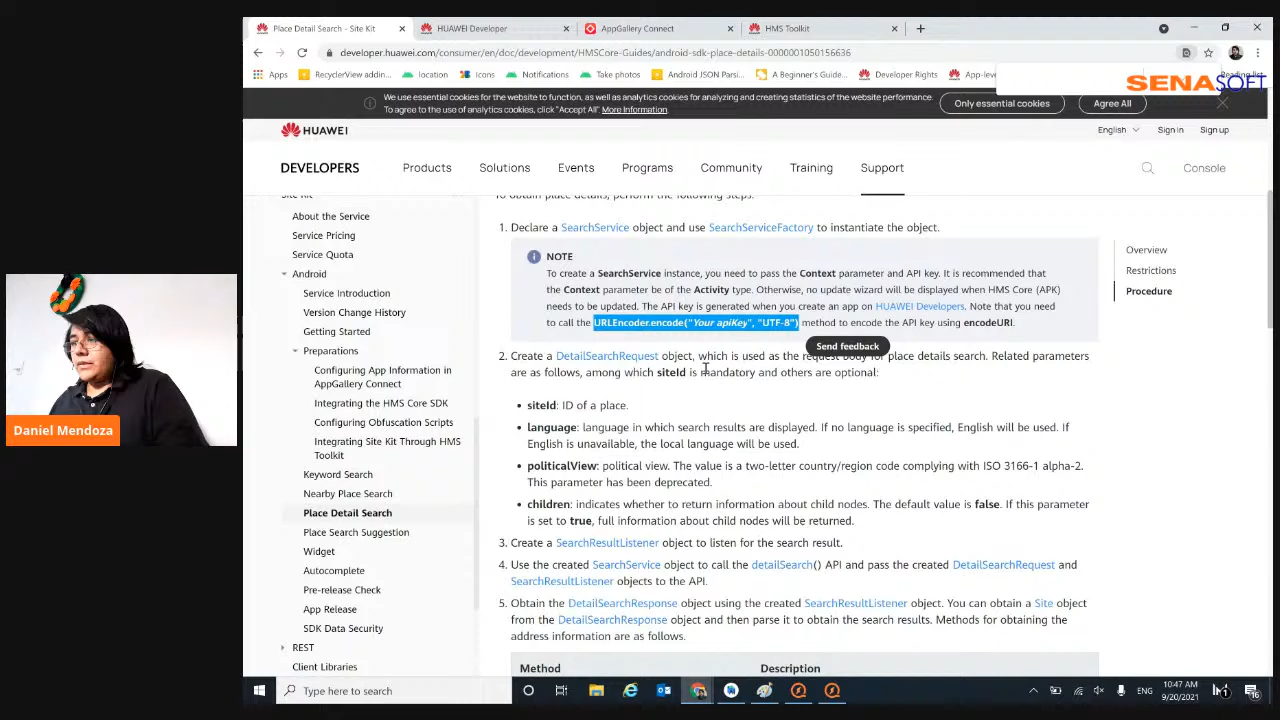 Place Detail Search - Site Kit
HUAWEI Developer
AppGallery Connect
HMS Toolkit
developer.huawei.com/consumer/en/doc/development/HMSCore-Guides/android-sdk-place-details-0000001050156636
Apps
RecyclerView addin...
location
Icons
Notifications
Take photos
Android JSON Parsi...
A Beginner's Guide...
Developer Rights
App-leve
Reading list
SENASOFT
We use essential cookies for the website to function, as well as analytics cookies for analyzing and creating statistics of the website performance.
To agree to the use of analytics cookies, click "Accept All". More Information
Only essential cookies
Agree All
HUAWEI
English
Sign in
Sign up
DEVELOPERS
Products
Solutions
Events
Programs
Community
Training
Support
Console
Site Kit
About the Service
Service Pricing
Service Quota
Android
Service Introduction
Version Change History
Getting Started
Preparations
Configuring App Information in
AppGallery Connect
Integrating the HMS Core SDK
Configuring Obfuscation Scripts
Integrating Site Kit Through HMS
Toolkit
Keyword Search
Nearby Place Search
Place Detail Search
Place Search Suggestion
Widget
Autocomplete
Pre-release Check
App Release
SDK Data Security
REST
Client Libraries
To obtain place details, perform the following steps:
1. Declare a SearchService object and use SearchServiceFactory to instantiate the object.
NOTE
To create a SearchService instance, you need to pass the Context parameter and API key. It is recommended that
the Context parameter be of the Activity type. Otherwise, no update wizard will be displayed when HMS Core (APK)
needs to be updated. The API key is generated when you create an app on HUAWEI Developers. Note that you need
to call the URLEncoder.encode("Your apiKey", "UTF-8") method to encode the API key using encodeURI.
Send feedback
2. Create a DetailSearchRequest object, which is used as the request body for place details search. Related parameters
are as follows, among which siteId is mandatory and others are optional:
• siteId: ID of a place.
• language: language in which search results are displayed. If no language is specified, English will be used. If
English is unavailable, the local language will be used.
• politicalView: political view. The value is a two-letter country/region code complying with ISO 3166-1 alpha-2.
This parameter has been deprecated.
• children: indicates whether to return information about child nodes. The default value is false. If this parameter
is set to true, full information about child nodes will be returned.
3. Create a SearchResultListener object to listen for the search result.
4. Use the created SearchService object to call the detailSearch() API and pass the created DetailSearchRequest and
SearchResultListener objects to the API.
5. Obtain the DetailSearchResponse object using the created SearchResultListener object. You can obtain a Site object
from the DetailSearchResponse object and then parse it to obtain the search results. Methods for obtaining the
address information are as follows.
Method
Description
Overview
Restrictions
Procedure
Daniel Mendoza
Type here to search
ENG
10:47 AM
9/20/2021
16